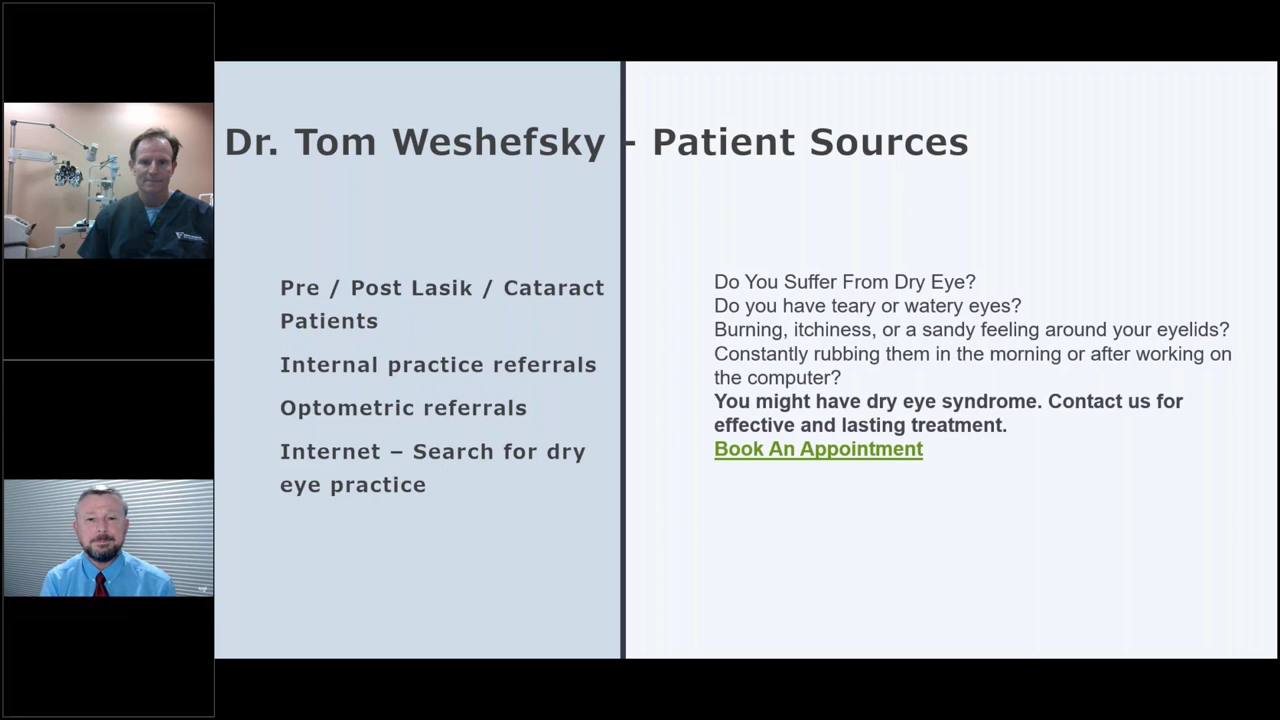 Dr. Tom Weshefsky - Patient Sources
Pre / Post Lasik / Cataract
Patients
Internal practice referrals
Optometric referrals
Internet – Search for dry
eye practice
Do You Suffer From Dry Eye?
Do you have teary or watery eyes?
Burning, itchiness, or a sandy feeling around your eyelids?
Constantly rubbing them in the morning or after working on
the computer?
You might have dry eye syndrome. Contact us for
effective and lasting treatment.
Book An Appointment